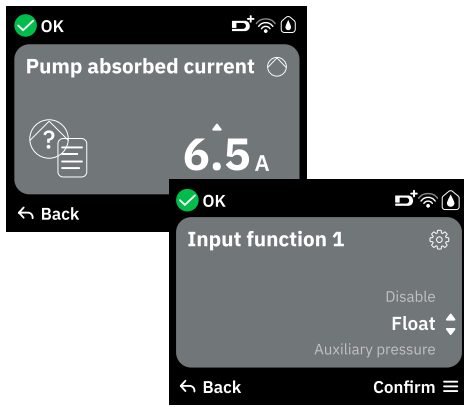 OK
Pump absorbed current
?
6.5 A
Back
OK
Input function 1
Disable
Float
Auxiliary pressure
Back
Confirm